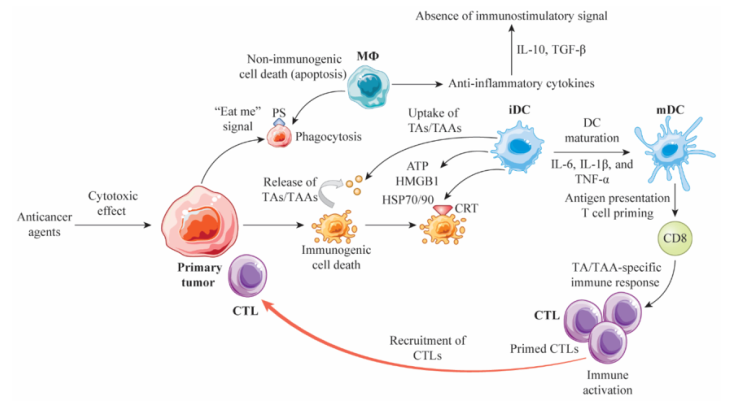 Absence of immunostimulatory signal
IL-10, TGF-β
Non-immunogenic
cell death (apoptosis)
MΦ
Anti-inflammatory cytokines
"Eat me"
signal
PS
Phagocytosis
Uptake of
TAs/TAAs
iDC
DC
maturation
IL-6, IL-1β, and
TNF-α
mDC
ATP
HMGB1
HSP70/90
CRT
Release of
TAs/TAAs
Antigen presentation
T cell priming
Cytotoxic
effect
Anticancer
agents
Immunogenic
cell death
CD8
Primary
tumor
TA/TAA-specific
immune response
CTL
CTL
Primed CTLs
Recruitment of
CTLs
Immune
activation